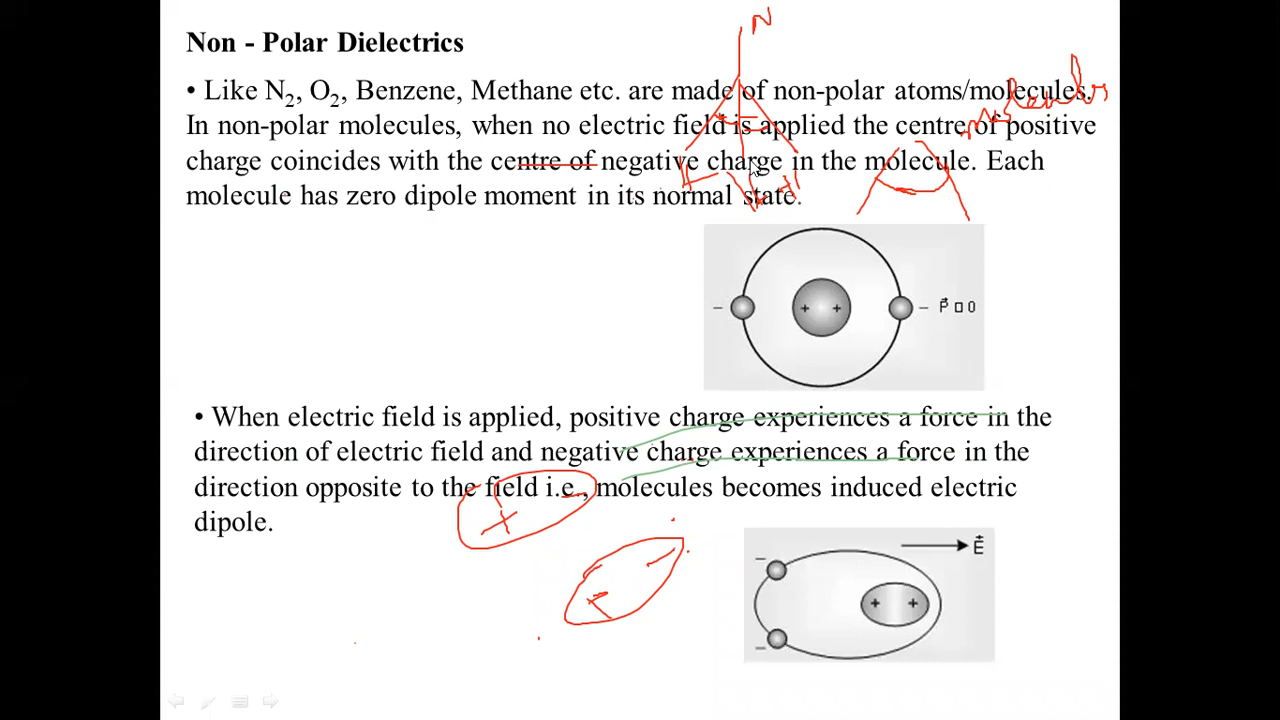 Non - Polar Dielectrics
N
• Like N2, O2, Benzene, Methane etc. are made of non-polar atoms/molecules.
molecules
In non-polar molecules, when no electric field is applied the centre of positive
charge coincides with the centre of negative charge in the molecule. Each
molecule has zero dipole moment in its normal state.
− + + − P⃗ □ 0
• When electric field is applied, positive charge experiences a force in the
direction of electric field and negative charge experiences a force in the
direction opposite to the field i.e., molecules becomes induced electric
dipole.
+ −
+ −
− E⃗
+ +
−